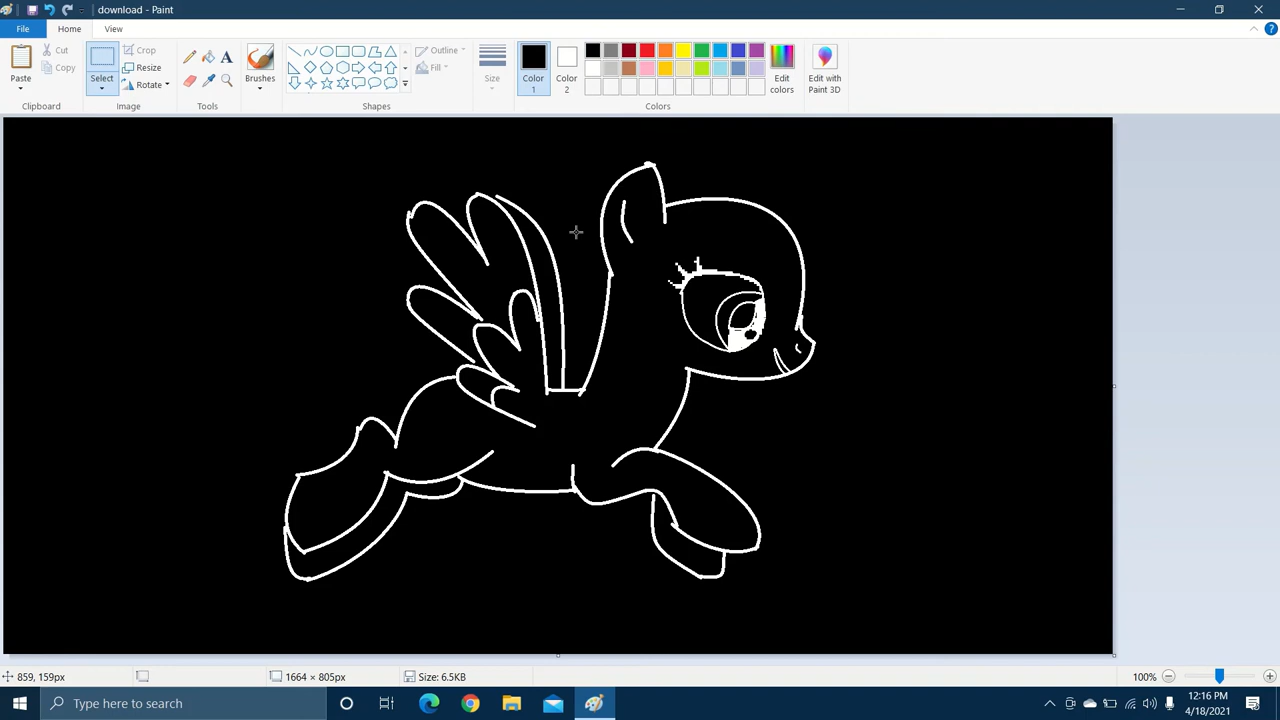 download - Paint
File Home View
Paste Cut Copy Clipboard
Select Crop Resize Rotate Image
Tools
Brushes
Outline Fill Shapes
Size
Color 1 Color 2 Edit colors Colors
Edit with Paint 3D
859, 159px 1664 × 805px Size: 6.5KB 100%
Type here to search
12:16 PM
4/18/2021